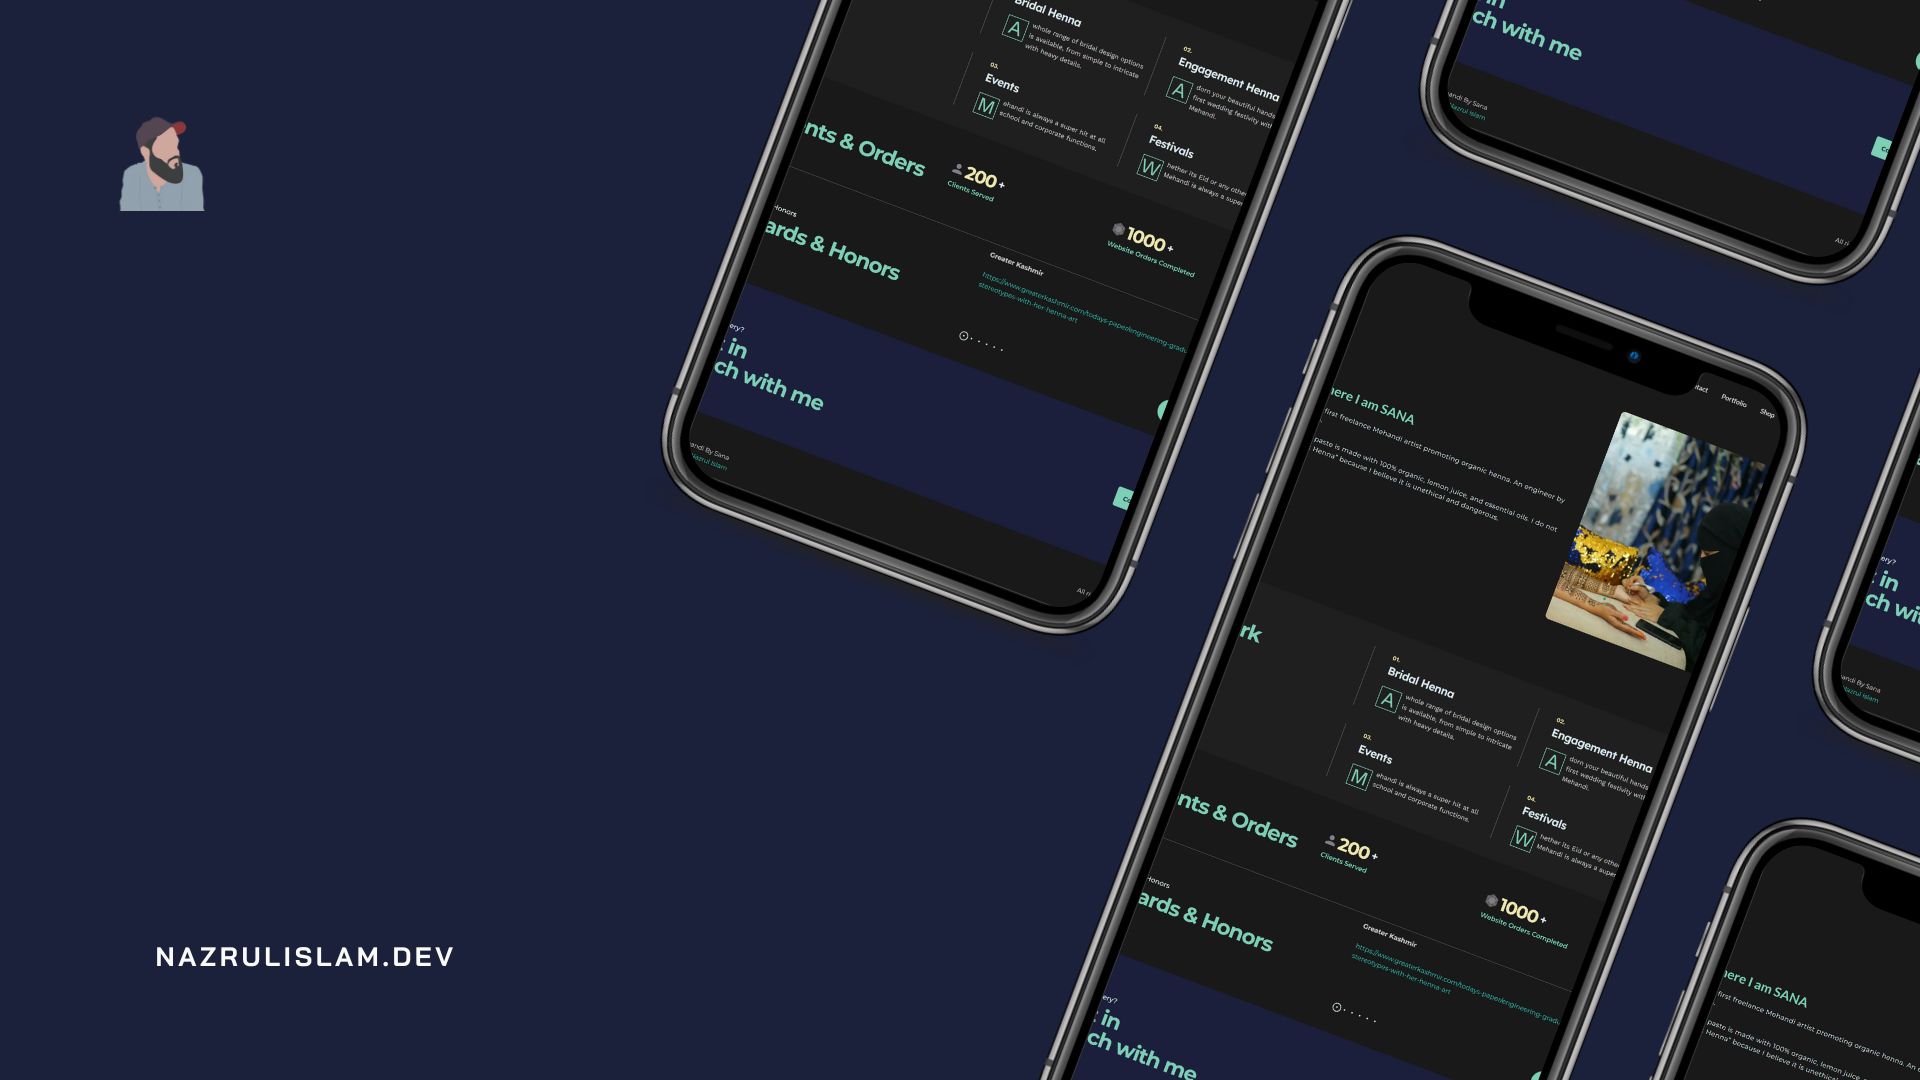 Bridal Henna
A whole range of bridal design options
is available, from simple to intricate
with heavy details.
02.
Engagement Henna
A dorn your beautiful hands
first wedding festivity with
Mehandi.
03.
Events
M ehandi is always a super hit at all
school and corporate functions.
04.
Festivals
W hether its Eid or any other
Mehandi is always a super
nts & Orders
200+
Clients Served
1000+
Website Orders Completed
Honors
ards & Honors
Greater Kashmir
https://www.greaterkashmir.com/todays-paper/engineering-gradu
stereotypes-with-her-henna-art
ery?
in
ch with me
andi By Sana
Nazrul Islam
in
ch with me
andi By Sana
Nazrul Islam
tact
Portfolio
Shop
here I am SANA
first freelance Mehandi artist promoting organic henna. An engineer by
paste is made with 100% organic, lemon juice, and essential oils. I do not
Henna" because I believe it is unethical and dangerous.
rk
01.
Bridal Henna
A whole range of bridal design options
is available, from simple to intricate
with heavy details.
02.
Engagement Henna
A dorn your beautiful hands
first wedding festivity with
Mehandi.
03.
Events
M ehandi is always a super hit at all
school and corporate functions.
04.
Festivals
W hether its Eid or any other
Mehandi is always a super
nts & Orders
200+
Clients Served
1000+
Website Orders Completed
Honors
ards & Honors
Greater Kashmir
https://www.greaterkashmir.com/todays-paper/engineering-gradu
stereotypes-with-her-henna-art
ery?
in
ch with me
ery?
in
ch wi
andi By Sana
Nazrul Islam
here I am SANA
first freelance Mehandi artist promoting organic henna. An
paste is made with 100% organic, lemon juice, and essential
Henna" because I believe it is unethical and dangerous.
NAZRULISLAM.DEV